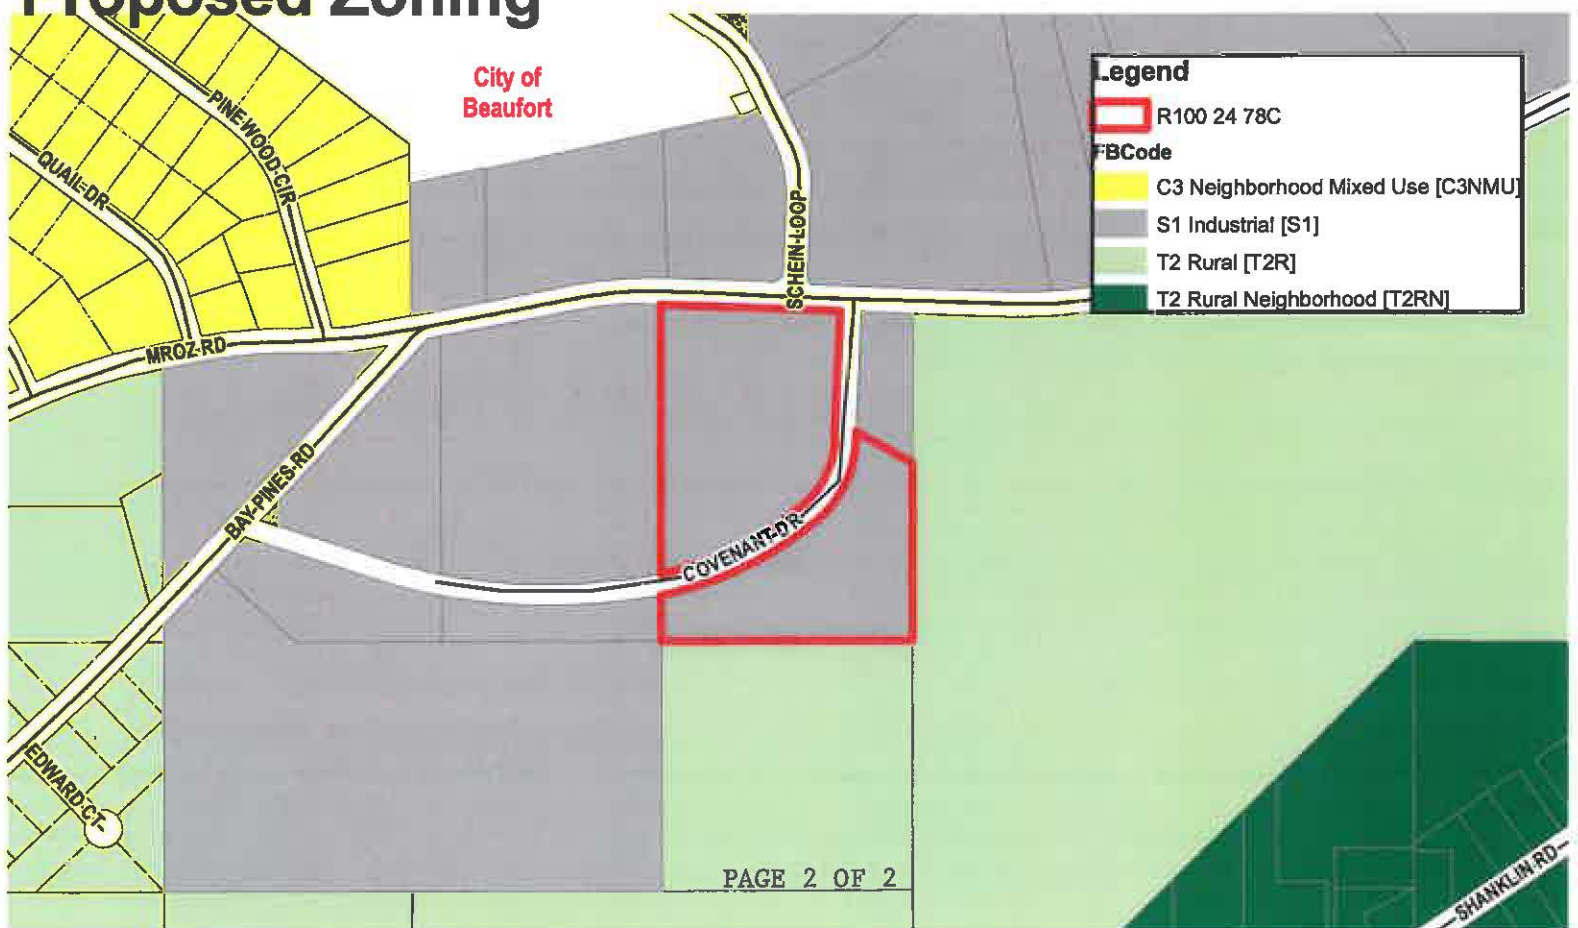 Proposed Zoning
City of
Beaufort
Legend
R100 24 78C
FBCode
C3 Neighborhood Mixed Use [C3NMU]
S1 Industrial [S1]
T2 Rural [T2R]
T2 Rural Neighborhood [T2RN]
PINE-WOOD-CIR
QUAIL-DR
SCHEIN-LOOP
MROZ-RD
BAY-PINES-RD
COVENANT-DR
EDWARD-CT-
SHANKLIN-RD-
PAGE 2 OF 2